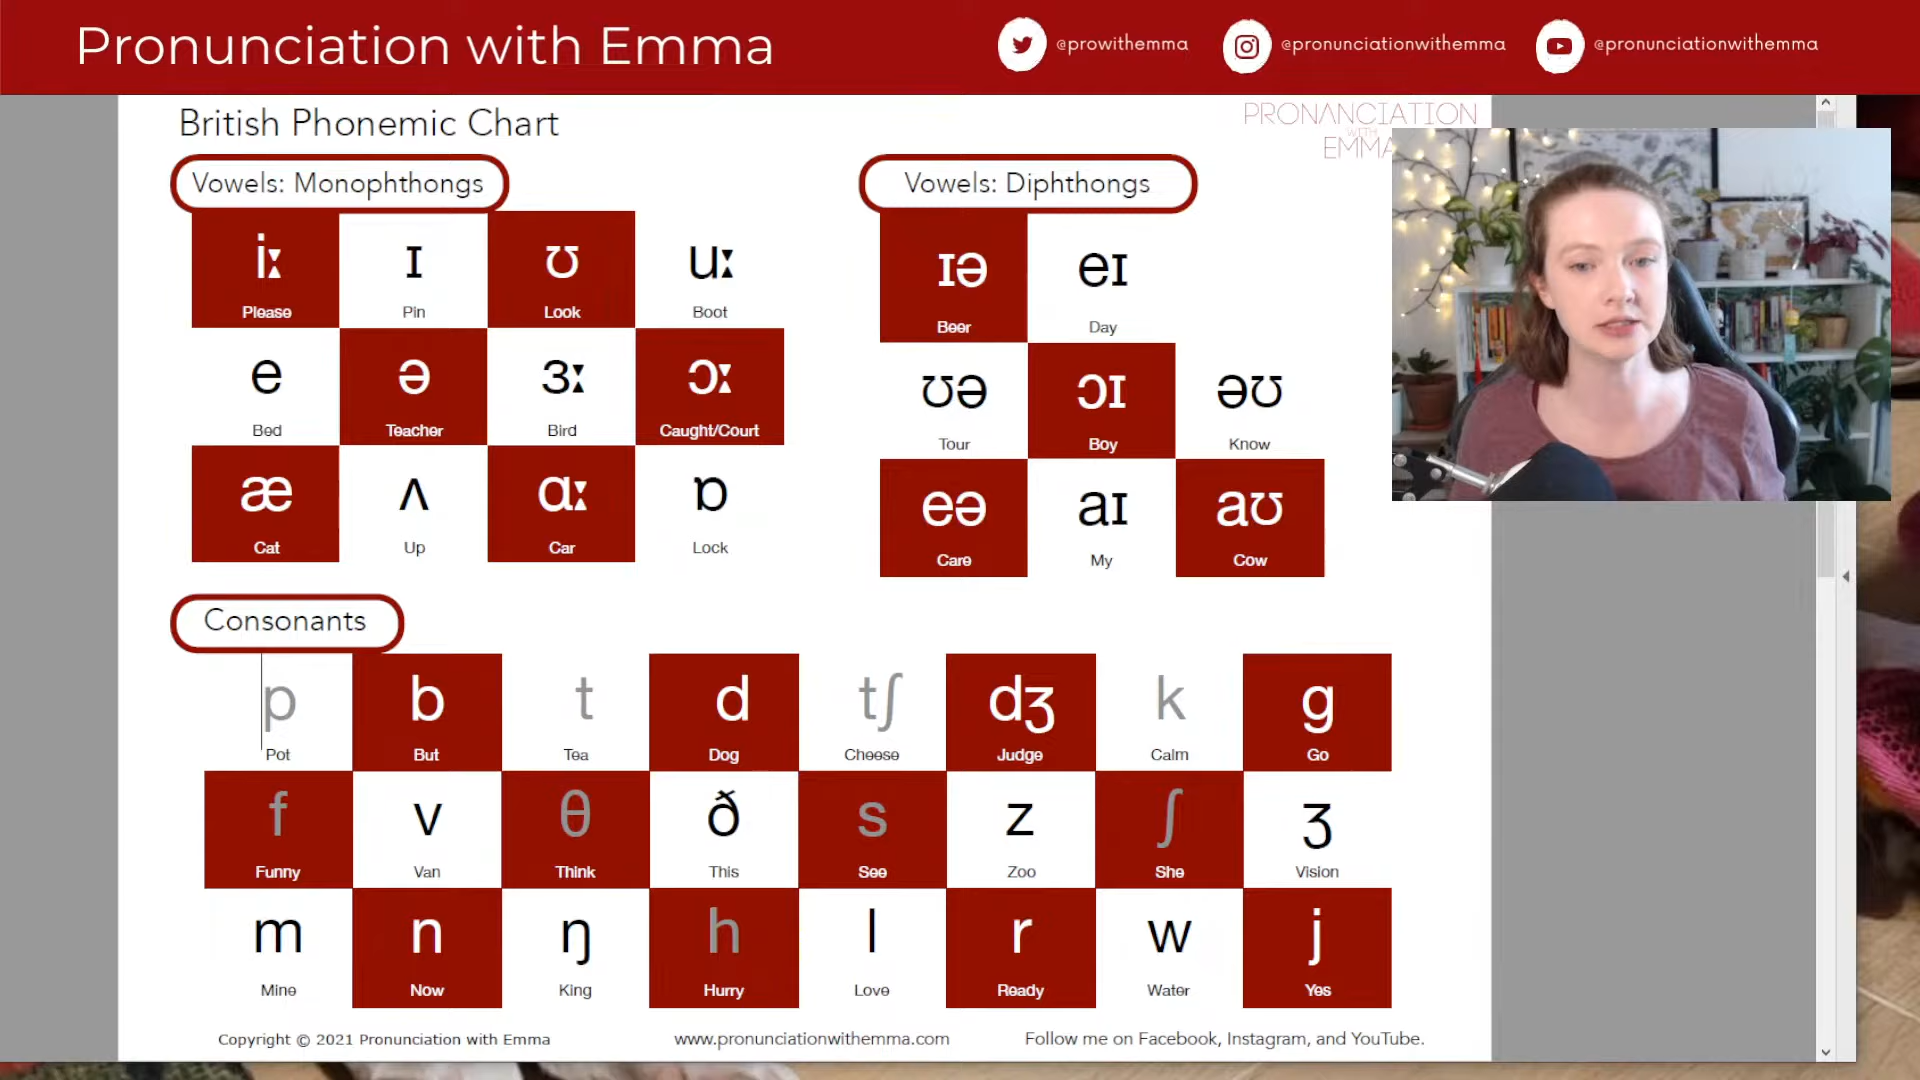 Pronunciation with Emma
@prowithemma
@pronunciationwithemma
@pronunciationwithemma
British Phonemic Chart
PRONANCIATION
WITH
EMMA
Vowels: Monophthongs
iː ɪ ʊ uː
Please Pin Look Boot
e ə ɜː ɔː
Bed Teacher Bird Caught/Court
æ ʌ ɑː ɒ
Cat Up Car Lock
Vowels: Diphthongs
ɪə eɪ
Beer Day
ʊə ɔɪ əʊ
Tour Boy Know
eə aɪ aʊ
Care My Cow
Consonants
p b t d tʃ dʒ k g
Pot But Tea Dog Cheese Judge Calm Go
f v θ ð s z ʃ ʒ
Funny Van Think This See Zoo She Vision
m n ŋ h l r w j
Mine Now King Hurry Love Ready Water Yes
Copyright © 2021 Pronunciation with Emma
www.pronunciationwithemma.com
Follow me on Facebook, Instagram, and YouTube.